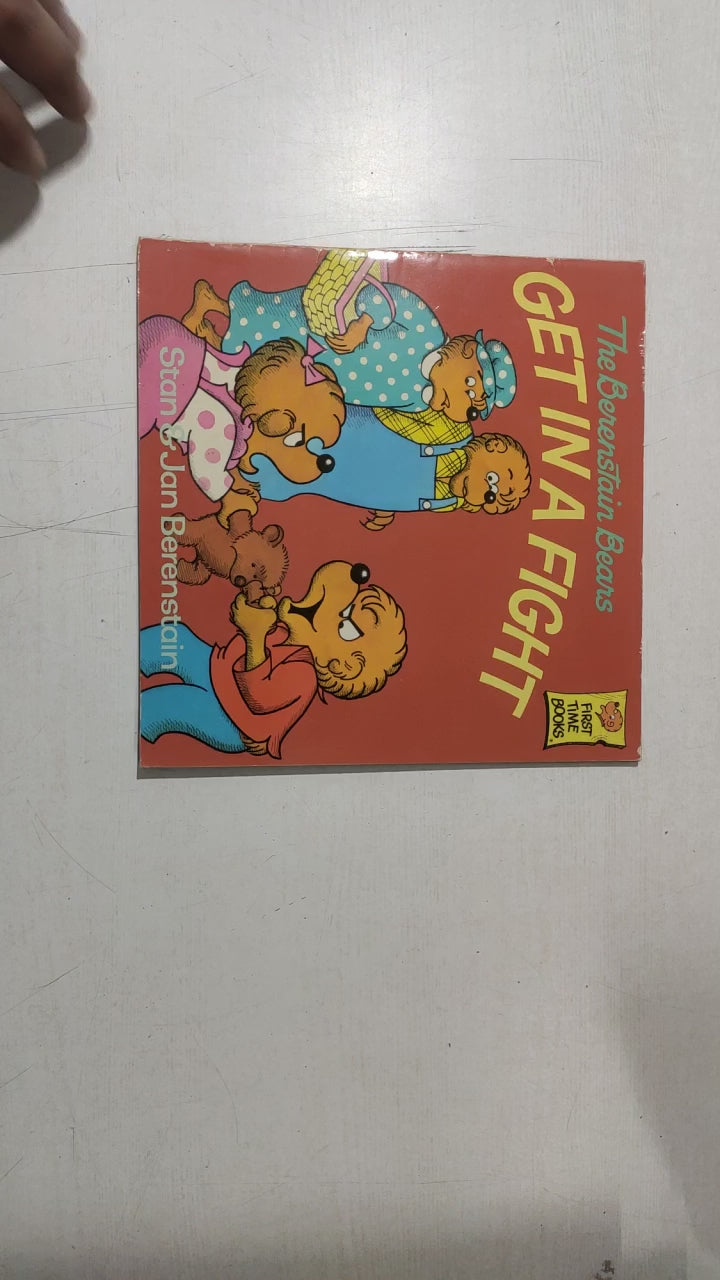 The Berenstain Bears
GET IN A FIGHT
FIRST
TIME
BOOKS®
Stan & Jan Berenstain